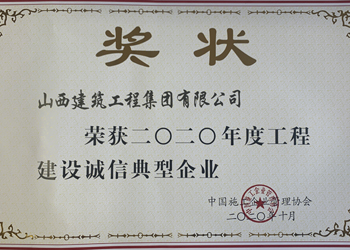 奖状
山西建筑工程集团有限公司
荣获二〇二〇年度工程
建设诚信典型企业
中国施工企业管理协会
二〇二〇年十月